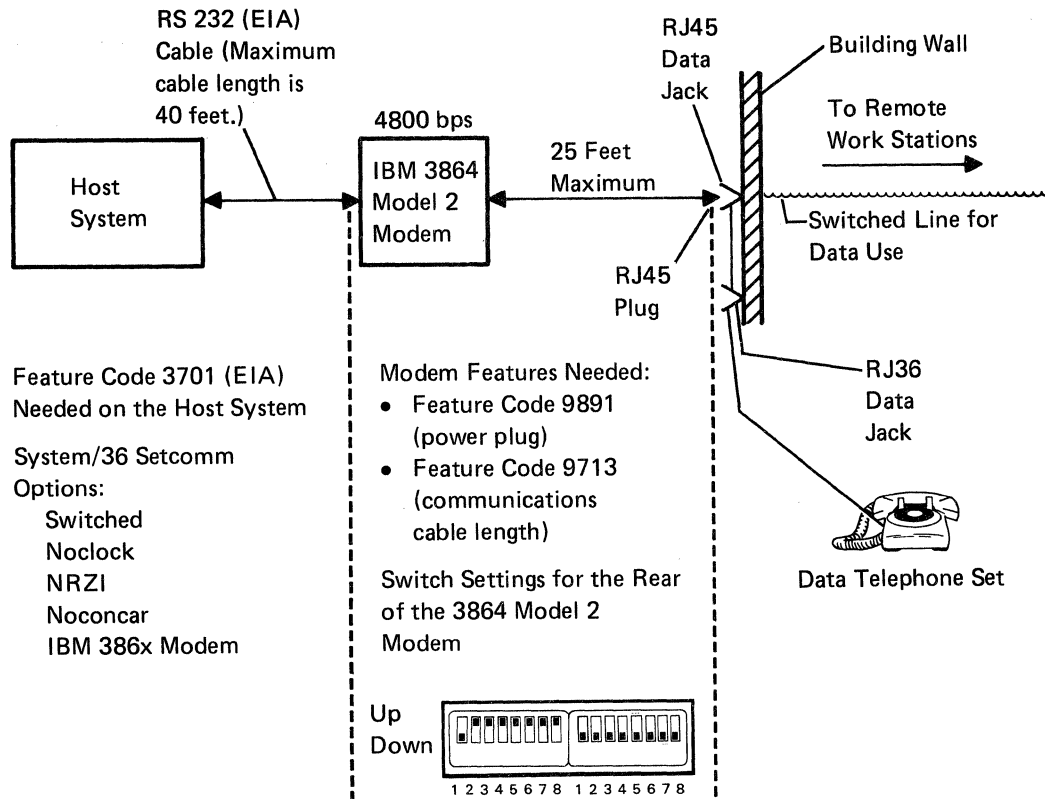 RS 232 (EIA)
Cable (Maximum
cable length is
40 feet.)
Host
System
4800 bps
IBM 3864
Model 2
Modem
25 Feet
Maximum
RJ45
Data
Jack
Building Wall
To Remote
Work Stations
Switched Line for
Data Use
RJ45
Plug
RJ36
Data
Jack
Data Telephone Set
Feature Code 3701 (EIA)
Needed on the Host System
System/36 Setcomm
Options:
Switched
Noclock
NRZI
Noconcar
IBM 386x Modem
Modem Features Needed:
• Feature Code 9891
(power plug)
• Feature Code 9713
(communications
cable length)
Switch Settings for the Rear
of the 3864 Model 2
Modem
Up
Down
1 2 3 4 5 6 7 8 1 2 3 4 5 6 7 8